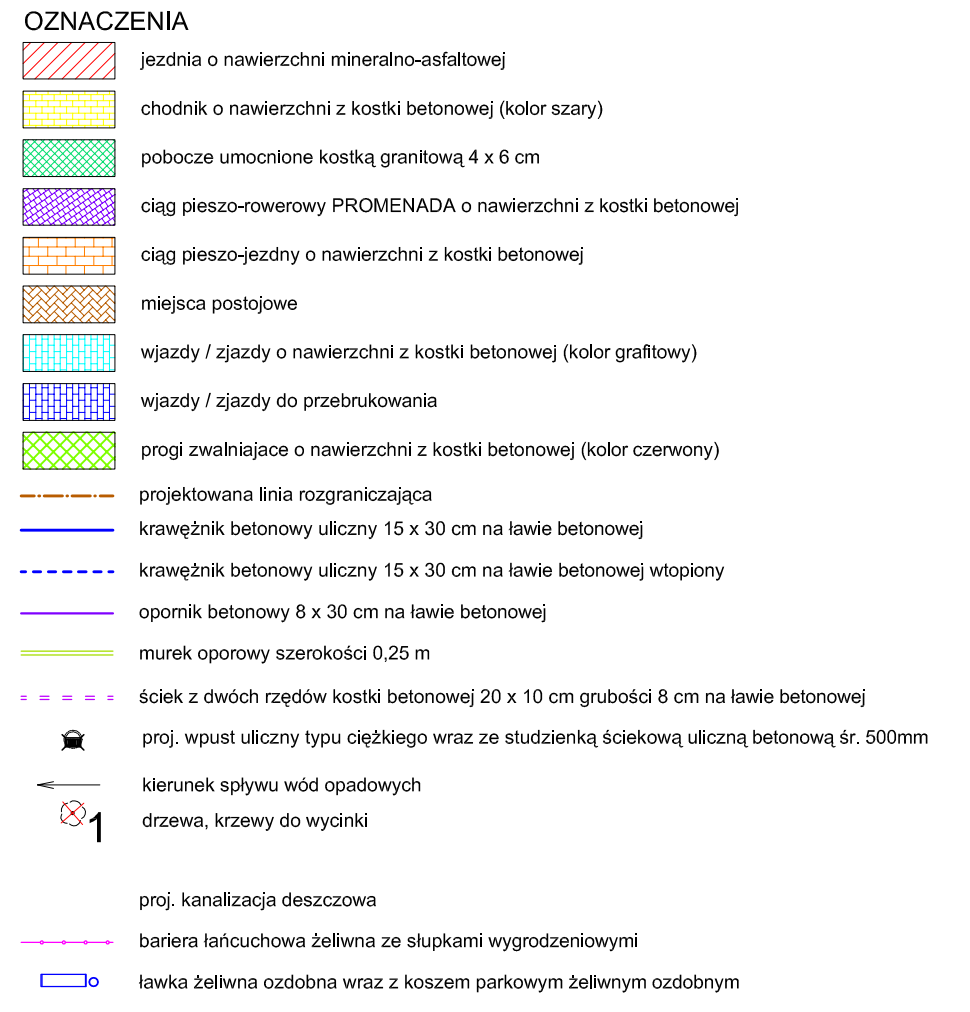 OZNACZENIA
jezdnia o nawierzchni mineralno-asfaltowej
chodnik o nawierzchni z kostki betonowej (kolor szary)
pobocze umocnione kostką granitową 4 x 6 cm
ciąg pieszo-rowerowy PROMENADA o nawierzchni z kostki betonowej
ciąg pieszo-jezdny o nawierzchni z kostki betonowej
miejsca postojowe
wjazdy / zjazdy o nawierzchni z kostki betonowej (kolor grafitowy)
wjazdy / zjazdy do przebrukowania
progi zwalniajace o nawierzchni z kostki betonowej (kolor czerwony)
projektowana linia rozgraniczająca
krawężnik betonowy uliczny 15 x 30 cm na ławie betonowej
krawężnik betonowy uliczny 15 x 30 cm na ławie betonowej wtopiony
opornik betonowy 8 x 30 cm na ławie betonowej
murek oporowy szerokości 0,25 m
ściek z dwóch rzędów kostki betonowej 20 x 10 cm grubości 8 cm na ławie betonowej
proj. wpust uliczny typu ciężkiego wraz ze studzienką ściekową uliczną betonową śr. 500mm
kierunek spływu wód opadowych
1 drzewa, krzewy do wycinki
proj. kanalizacja deszczowa
bariera łańcuchowa żeliwna ze słupkami wygrodzeniowymi
ławka żeliwna ozdobna wraz z koszem parkowym żeliwnym ozdobnym